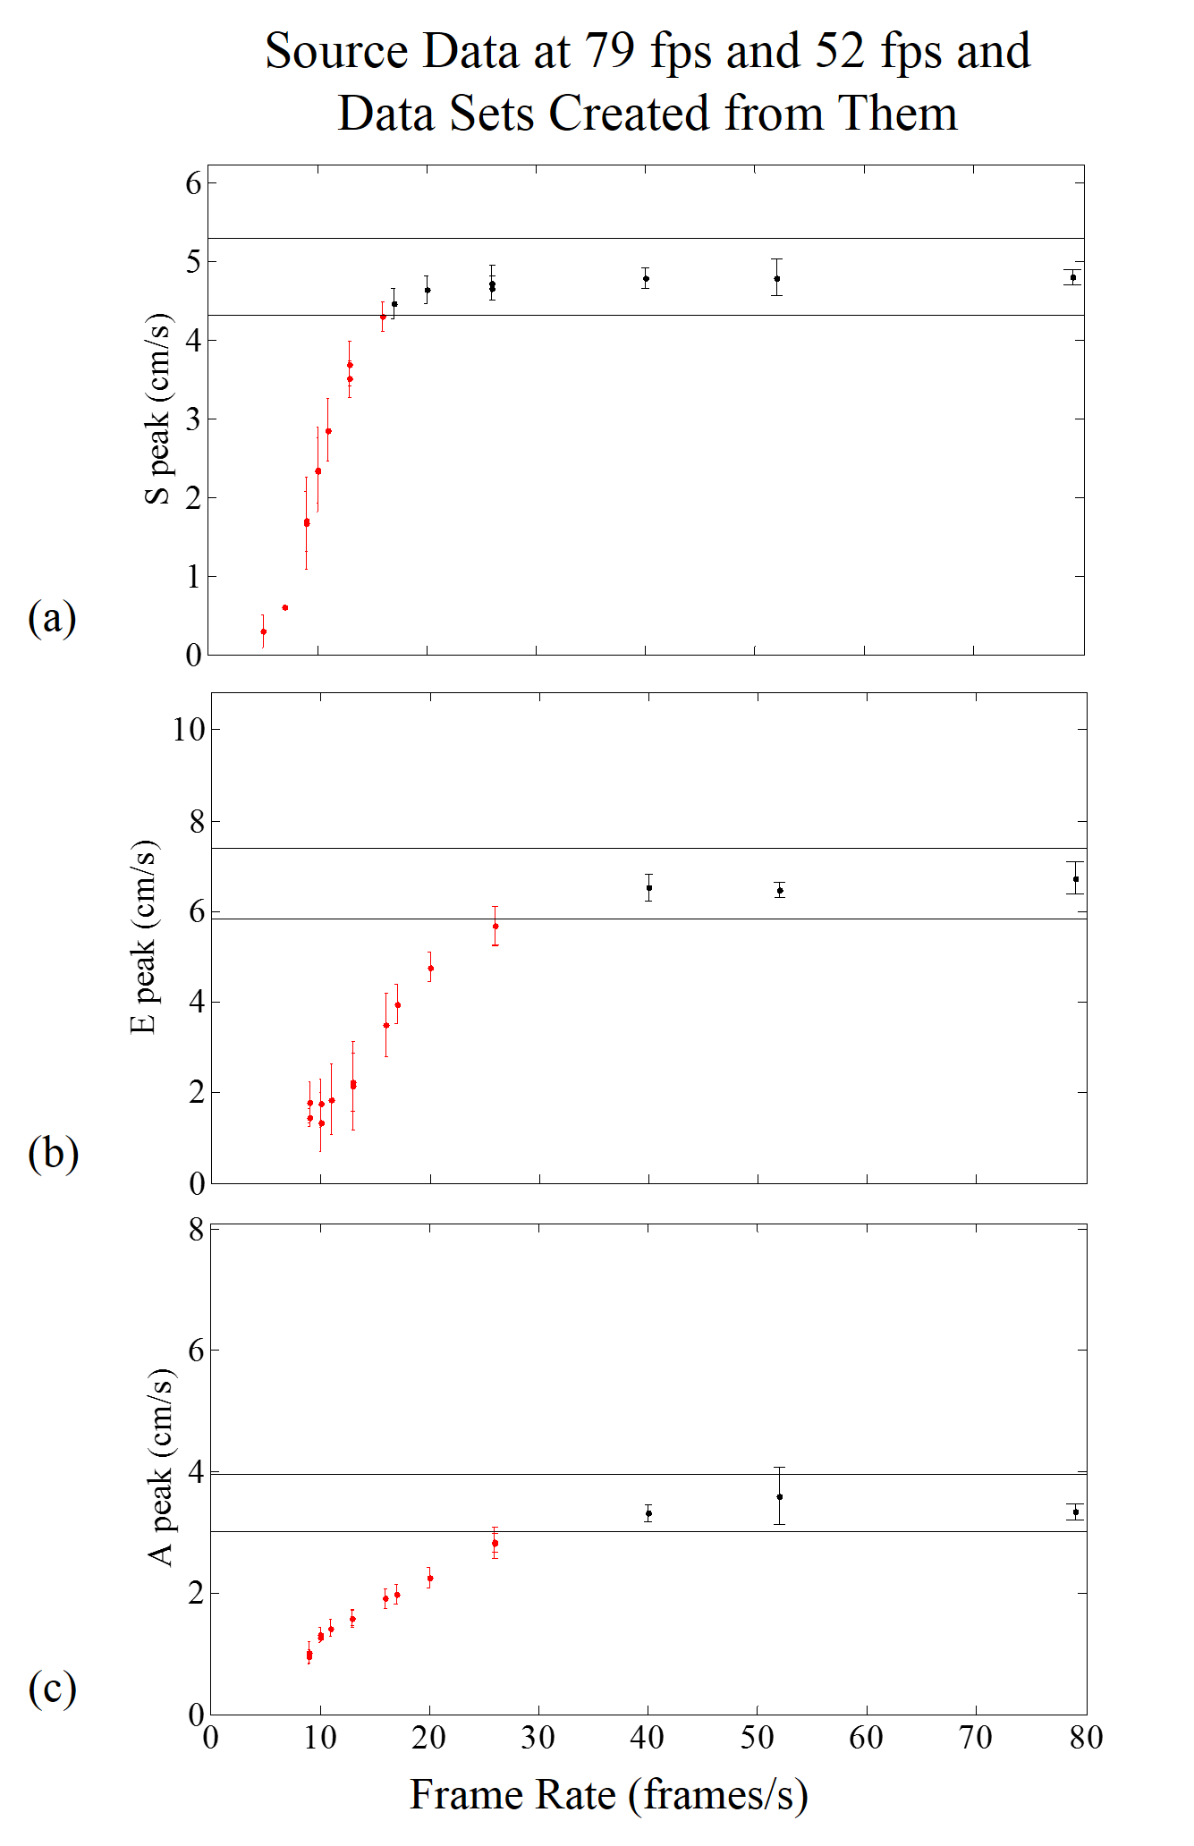 Source Data at 79 fps and 52 fps and
Data Sets Created from Them
6
5
4
3
2
1
0
S peak (cm/s)
(a)
10
8
6
4
2
0
E peak (cm/s)
(b)
8
6
4
2
0
A peak (cm/s)
(c)
0 10 20 30 40 50 60 70 80
Frame Rate (frames/s)